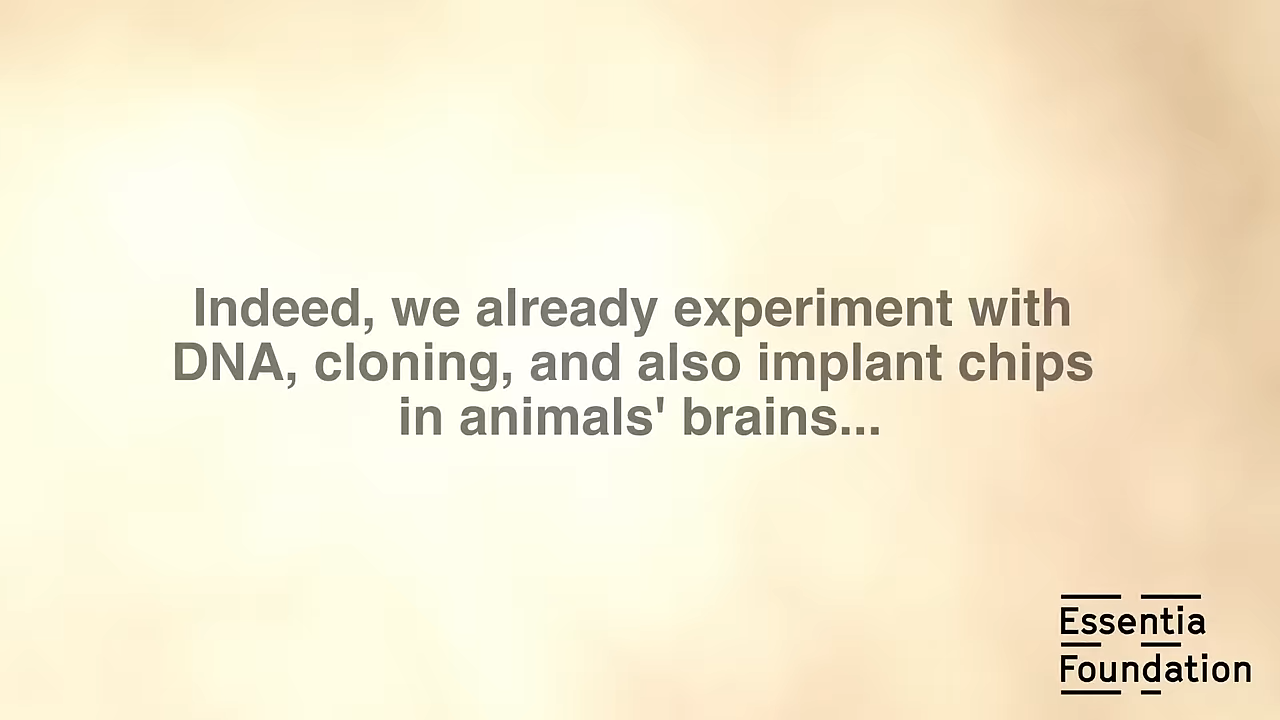 Indeed, we already experiment with
DNA, cloning, and also implant chips
in animals' brains...
Essentia
Foundation